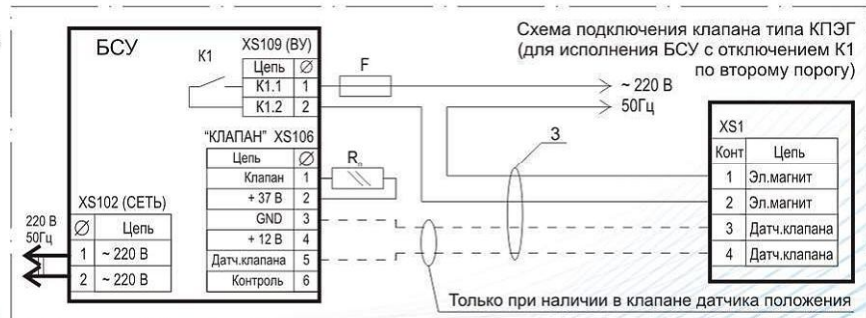 Схема подключения клапана типа КПЭГ
(для исполнения БСУ с отключением К1
по второму порогу)
БСУ
К1
XS109 (ВУ)
Цепь Ø
К1.1 1
К1.2 2
F
~ 220 В
50Гц
3
"КЛАПАН" XS106
Цепь Ø
Клапан 1
+ 37 В 2
GND 3
+ 12 В 4
Датч.клапана 5
Контроль 6
Rп
XS102 (СЕТЬ)
Ø Цепь
1 ~ 220 В
2 ~ 220 В
220 В
50Гц
XS1
Конт Цепь
1 Эл.магнит
2 Эл.магнит
3 Датч.клапана
4 Датч.клапана
Только при наличии в клапане датчика положения